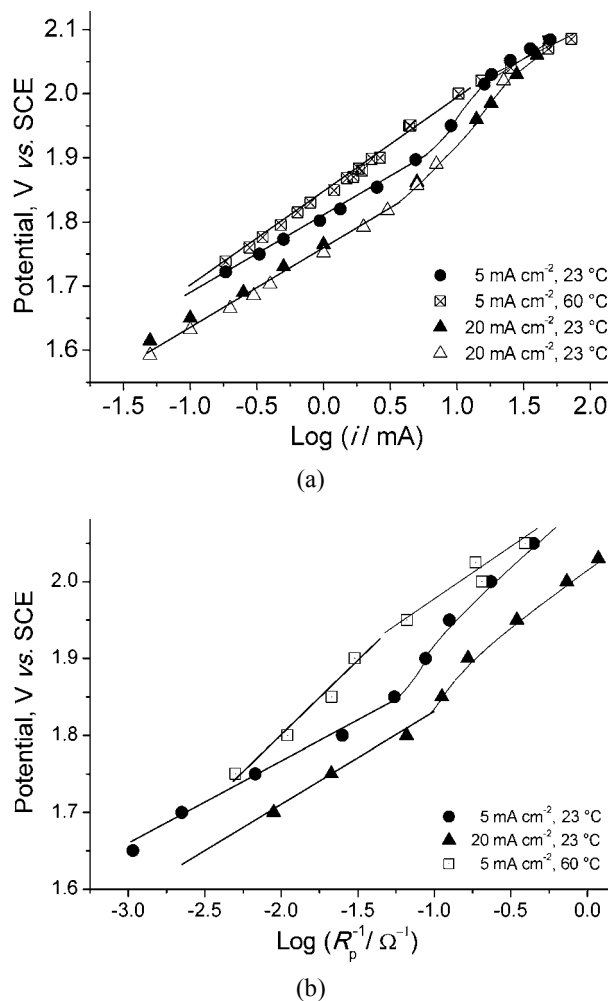 2.1
2.0
1.9
1.8
1.7
1.6
Potential, V vs. SCE
-1.5 -1.0 -0.5 0.0 0.5 1.0 1.5 2.0
Log (i / mA)
5 mA cm⁻², 23 °C
5 mA cm⁻², 60 °C
20 mA cm⁻², 23 °C
20 mA cm⁻², 23 °C
(a)
2.0
1.9
1.8
1.7
1.6
Potential, V vs. SCE
-3.0 -2.5 -2.0 -1.5 -1.0 -0.5 0.0
Log (Rₚ⁻¹/ Ω⁻¹)
5 mA cm⁻², 23 °C
20 mA cm⁻², 23 °C
5 mA cm⁻², 60 °C
(b)